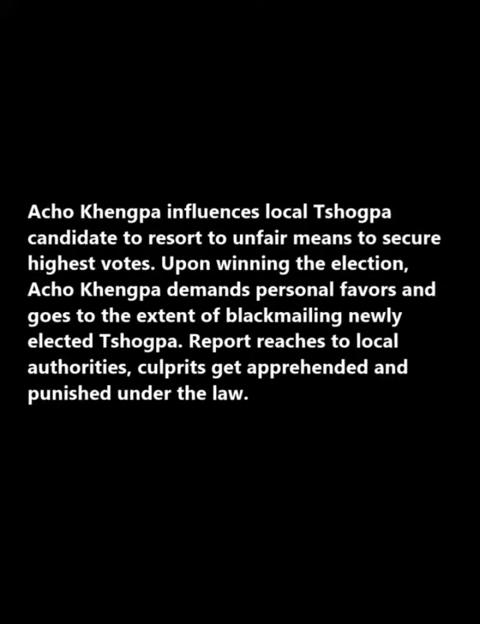 Acho Khengpa influences local Tshogpa
candidate to resort to unfair means to secure
highest votes. Upon winning the election,
Acho Khengpa demands personal favors and
goes to the extent of blackmailing newly
elected Tshogpa. Report reaches to local
authorities, culprits get apprehended and
punished under the law.